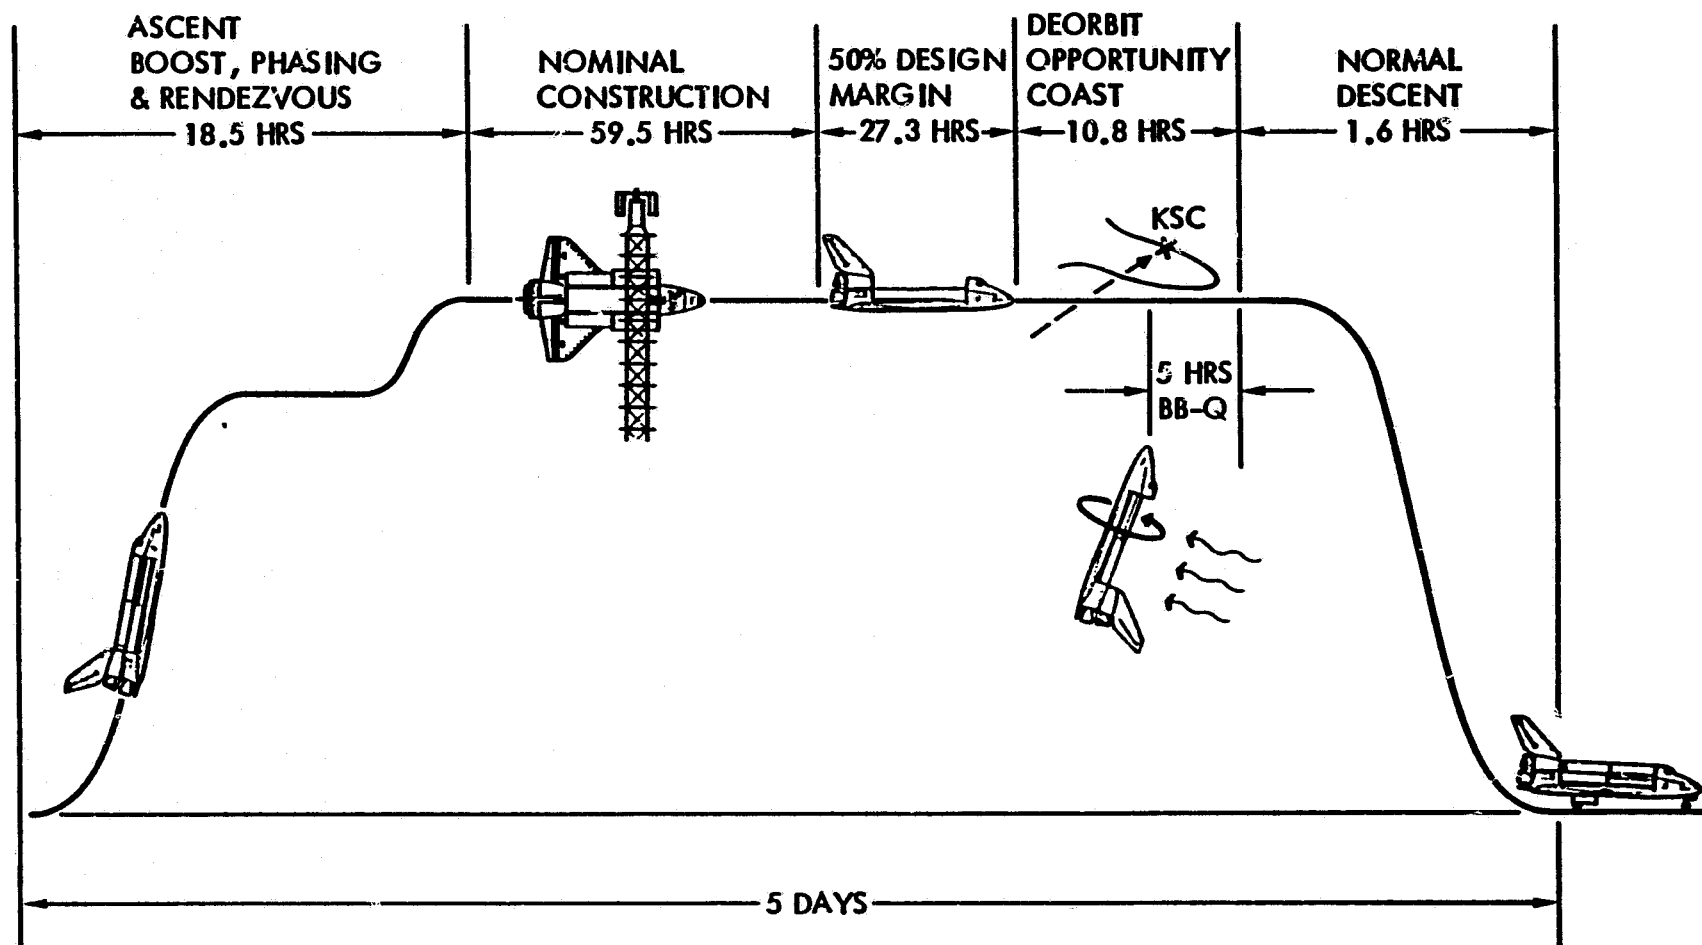 ASCENT
BOOST, PHASING
& RENDEZVOUS
18.5 HRS
NOMINAL
CONSTRUCTION
59.5 HRS
50% DESIGN
MARGIN
27.3 HRS
DEORBIT
OPPORTUNITY
COAST
10.8 HRS
NORMAL
DESCENT
1.6 HRS
KSC
5 HRS
BB-Q
5 DAYS